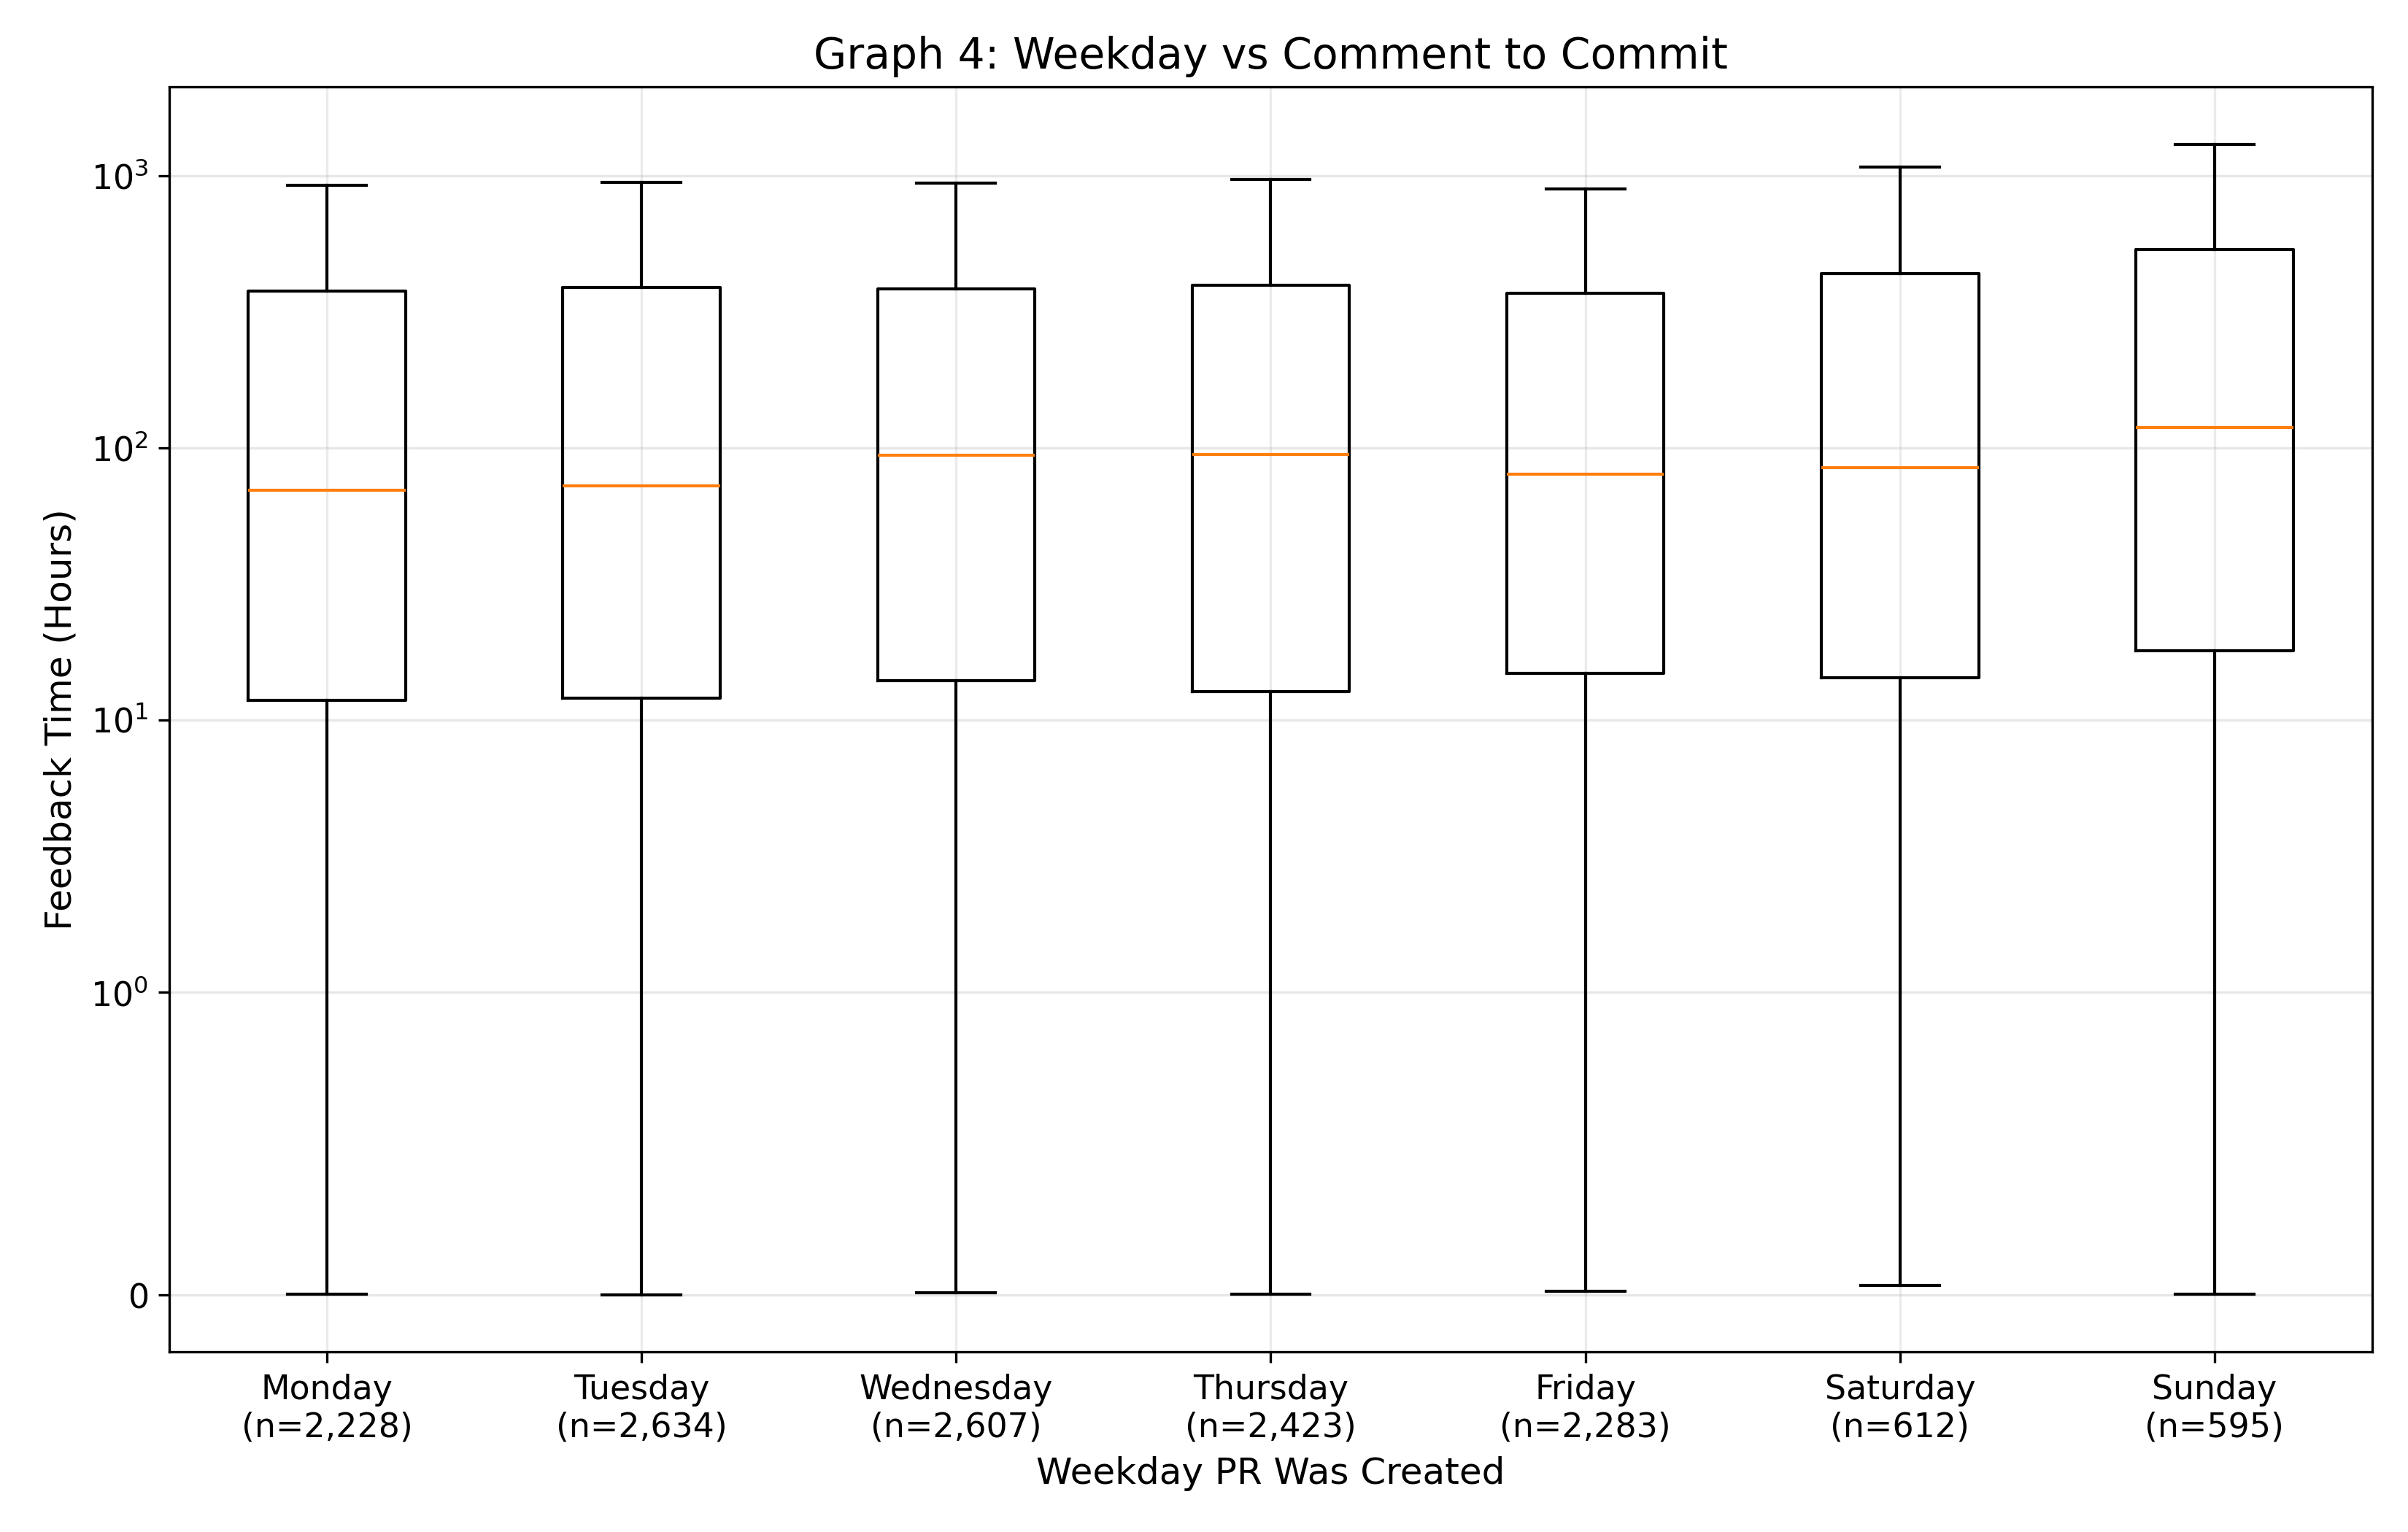 Graph 4: Weekday vs Comment to Commit
Feedback Time (Hours)
10³
10²
10¹
10⁰
0
Monday Tuesday Wednesday Thursday Friday Saturday Sunday
(n=2,228) (n=2,634) (n=2,607) (n=2,423) (n=2,283) (n=612) (n=595)
Weekday PR Was Created